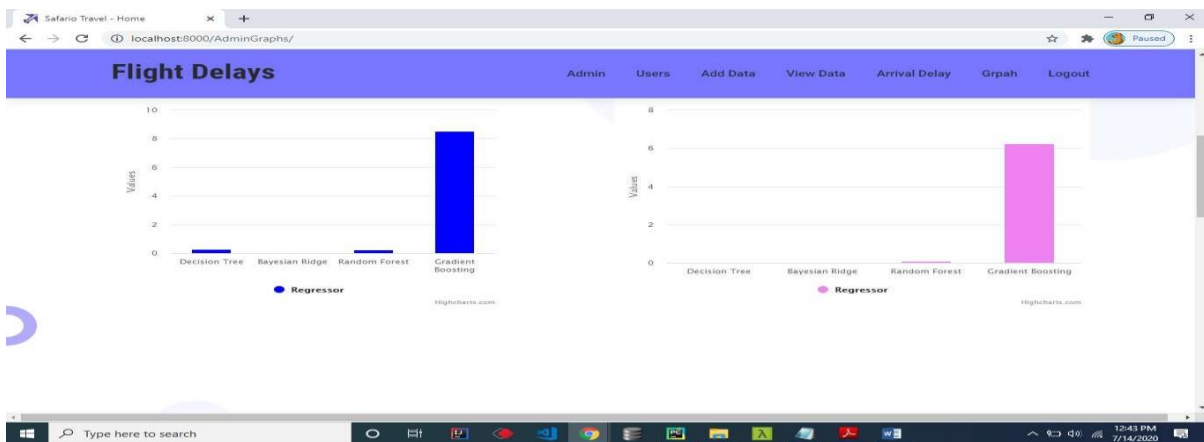 Safario Travel - Home
localhost:8000/AdminGraphs/
Paused
Flight Delays
Admin Users Add Data View Data Arrival Delay Grpah Logout
10
8
6
4
2
0
Values
Decision Tree Bayesian Ridge Random Forest Gradient
Boosting
Regressor
Highcharts.com
8
6
4
2
0
Values
Decision Tree Bayesian Ridge Random Forest Gradient Boosting
Regressor
Highcharts.com
Type here to search
12:43 PM
7/14/2020